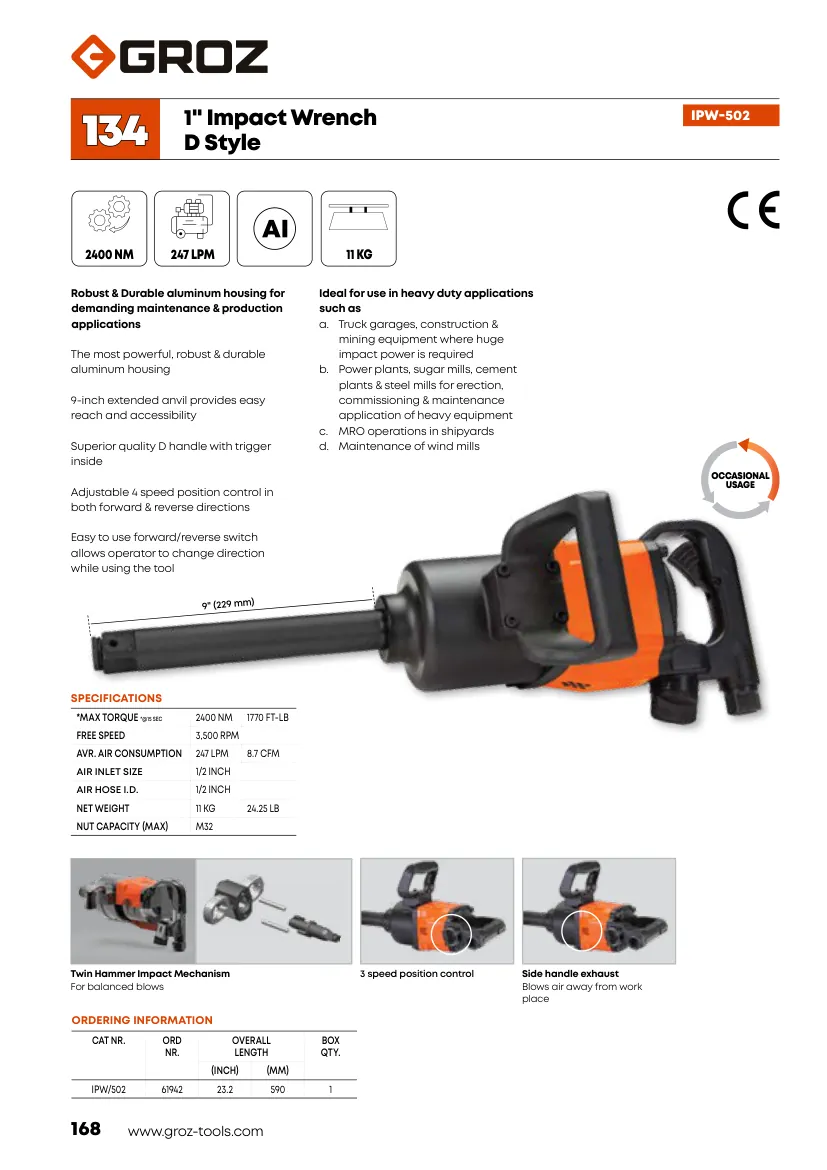 GROZ
134
1" Impact Wrench
D Style
IPW-502
2400 NM
247 LPM
AI
11 KG
CE
Robust & Durable aluminum housing for
demanding maintenance & production
applications
The most powerful, robust & durable
aluminum housing
9-inch extended anvil provides easy
reach and accessibility
Superior quality D handle with trigger
inside
Adjustable 4 speed position control in
both forward & reverse directions
Easy to use forward/reverse switch
allows operator to change direction
while using the tool
Ideal for use in heavy duty applications
such as
a. Truck garages, construction &
mining equipment where huge
impact power is required
b. Power plants, sugar mills, cement
plants & steel mills for erection,
commissioning & maintenance
application of heavy equipment
c. MRO operations in shipyards
d. Maintenance of wind mills
OCCASIONAL
USAGE
9" (229 mm)
SPECIFICATIONS
*MAX TORQUE *@15 SEC 2400 NM 1770 FT-LB
FREE SPEED 3,500 RPM
AVR. AIR CONSUMPTION 247 LPM 8.7 CFM
AIR INLET SIZE 1/2 INCH
AIR HOSE I.D. 1/2 INCH
NET WEIGHT 11 KG 24.25 LB
NUT CAPACITY (MAX) M32
Twin Hammer Impact Mechanism
For balanced blows
3 speed position control
Side handle exhaust
Blows air away from work
place
ORDERING INFORMATION
CAT NR. ORD OVERALL BOX
NR. LENGTH QTY.
(INCH) (MM)
IPW/502 61942 23.2 590 1
168 www.groz-tools.com